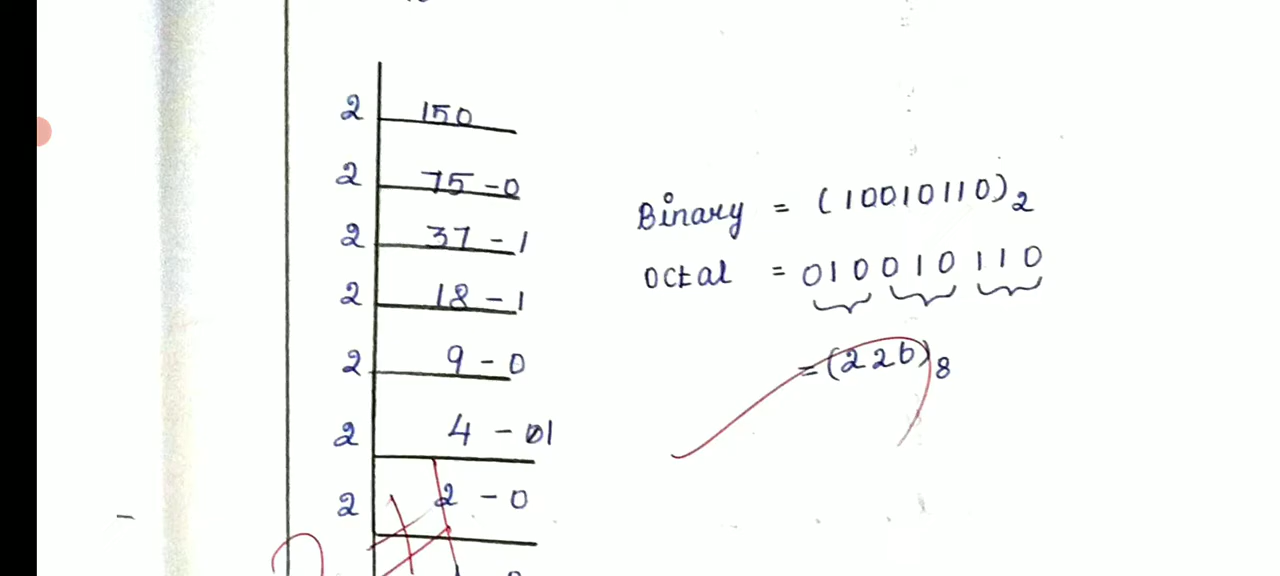 2 150
2 75 - 0
2 37 - 1
2 18 - 1
2 9 - 0
2 4 - 1
2 2 - 0
Binary = (10010110)2
Octal = 010 010 110
= (226)8